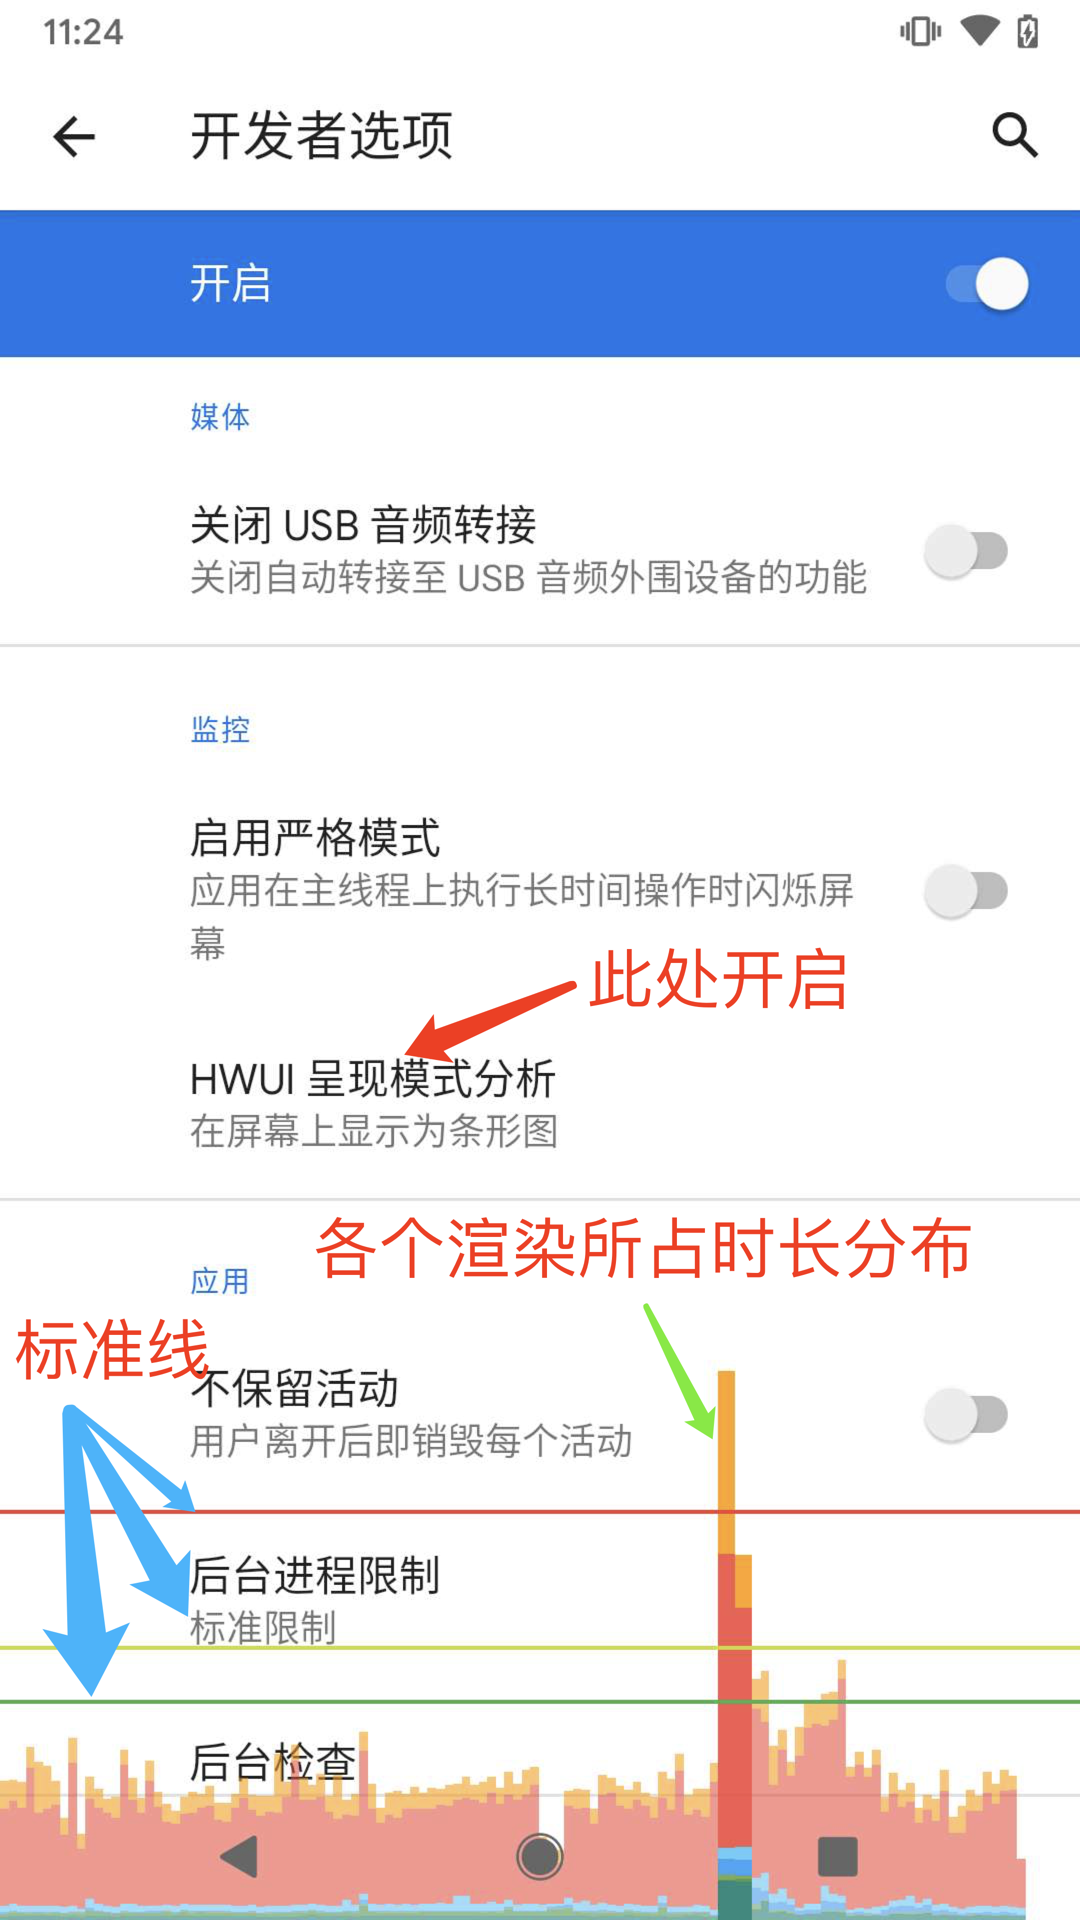 11:24
开发者选项
开启
媒体
关闭 USB 音频转接
关闭自动转接至 USB 音频外围设备的功能
监控
启用严格模式
应用在主线程上执行长时间操作时闪烁屏
幕
此处开启
HWUI 呈现模式分析
在屏幕上显示为条形图
各个渲染所占时长分布
应用
标准线
不保留活动
用户离开后即销毁每个活动
后台进程限制
标准限制
后台检查